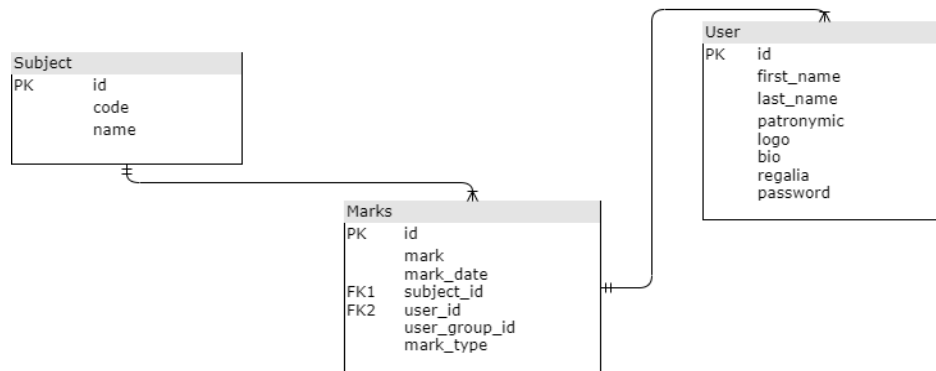 Subject
PK id
code
name
Marks
PK id
mark
mark_date
FK1 subject_id
FK2 user_id
user_group_id
mark_type
User
PK id
first_name
last_name
patronymic
logo
bio
regalia
password